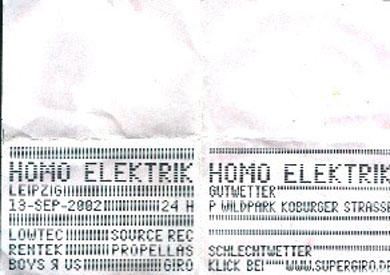 HOMO ELEKTRIK
LEIPZIG
13-SEP-2002 24 H
LOWTEC SOURCE REC
RENTEK PROPELLAS
BOYS Я US GIRO
HOMO ELEKTRIK
GUTWETTER
P WILDPARK KOBURGER STRASSE
SCHLECHTWETTER
KLICK BEI WWW.SUPERGIRO.DE